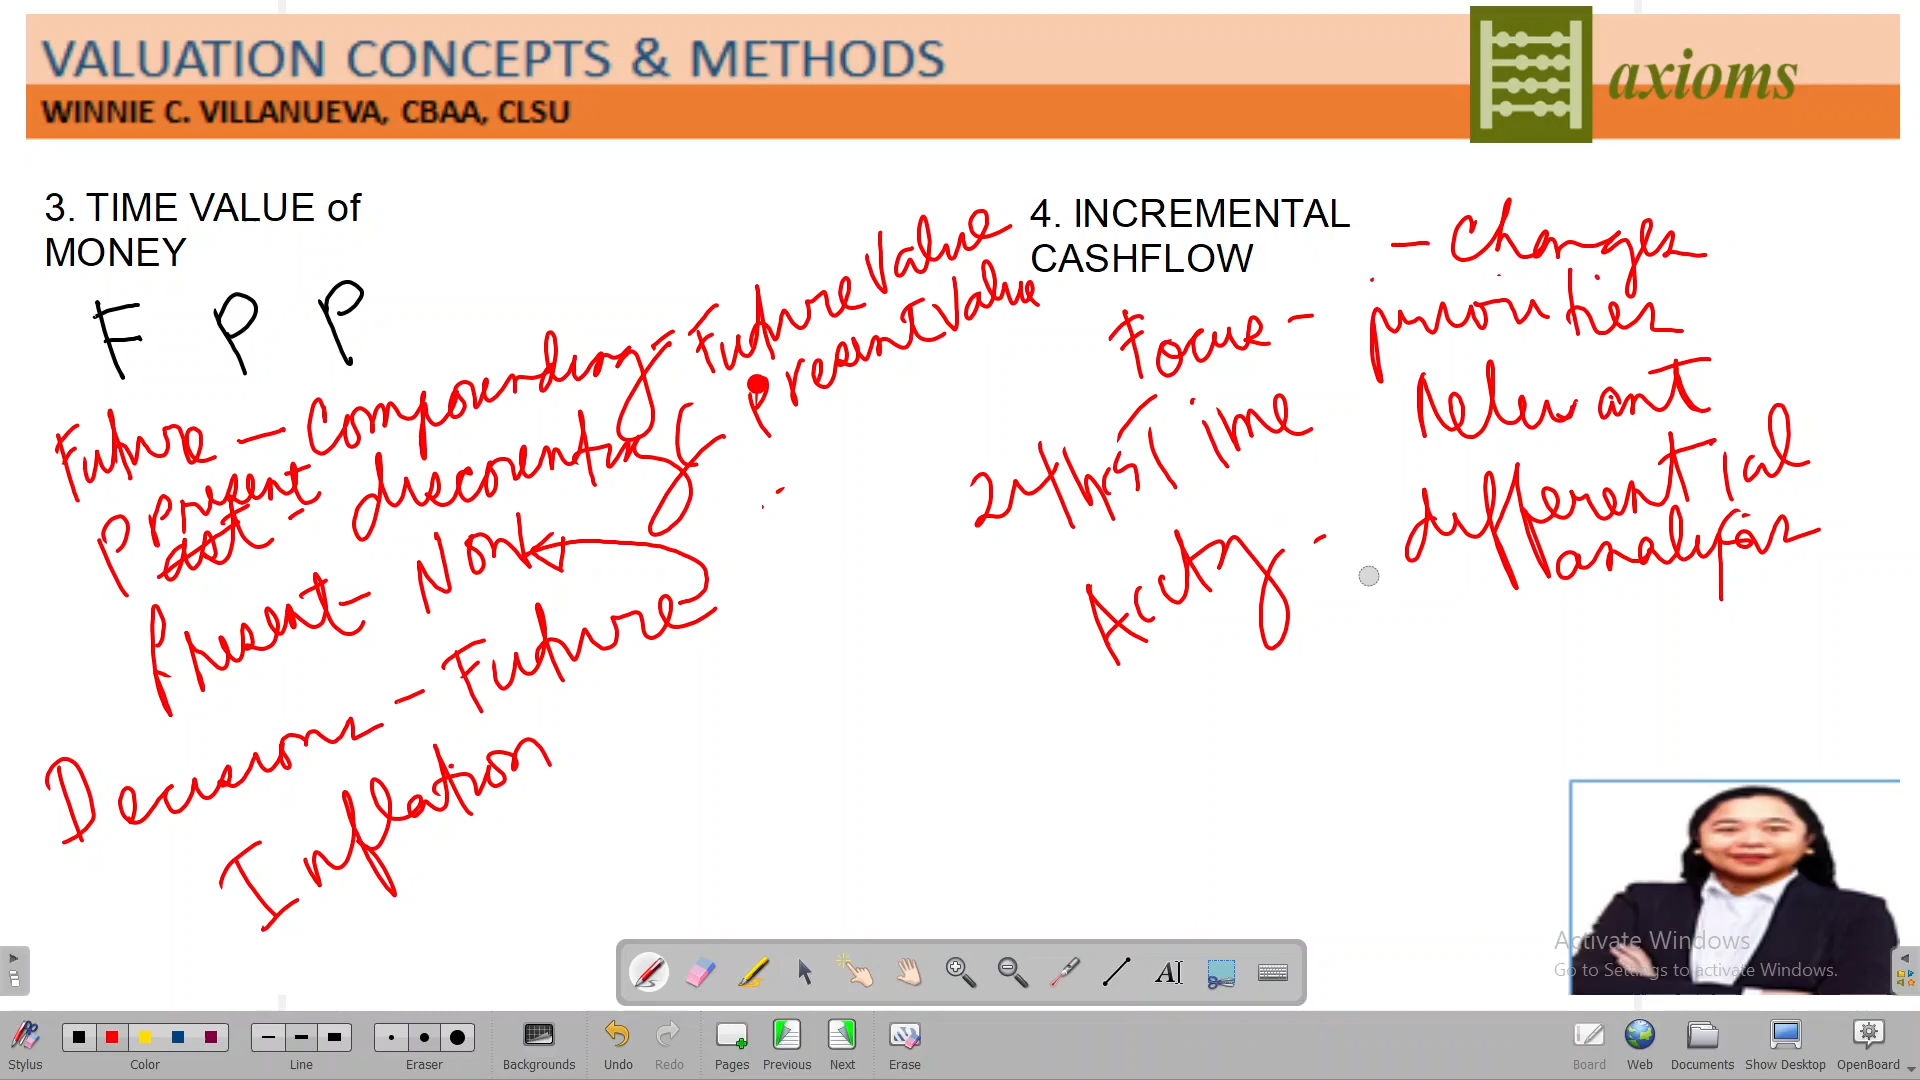 VALUATION CONCEPTS & METHODS
WINNIE C. VILLANUEVA, CBAA, CLSU
axioms
3. TIME VALUE of
MONEY
F P P
Future - Compounding - Future Value
Present - discounting Present Value
Present - Now
Decisions - Future
Inflation
4. INCREMENTAL
CASHFLOW
- Changes
Focus - priorities
24 hrs Time
relevant
Acctg - differential
analysis
Activate Windows
Go to Settings to activate Windows.
Stylus
Color
Line
Eraser
Backgrounds
Undo
Redo
Pages
Previous
Next
Erase
Board
Web
Documents
Show Desktop
OpenBoard